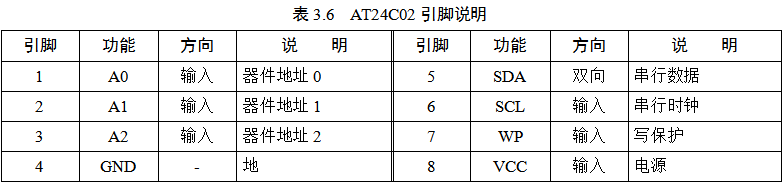 表 3.6 AT24C02 引脚说明
引脚 功能 方向 说 明 引脚 功能 方向 说 明
1 A0 输入 器件地址 0 5 SDA 双向 串行数据
2 A1 输入 器件地址 1 6 SCL 输入 串行时钟
3 A2 输入 器件地址 2 7 WP 输入 写保护
4 GND - 地 8 VCC 输入 电源